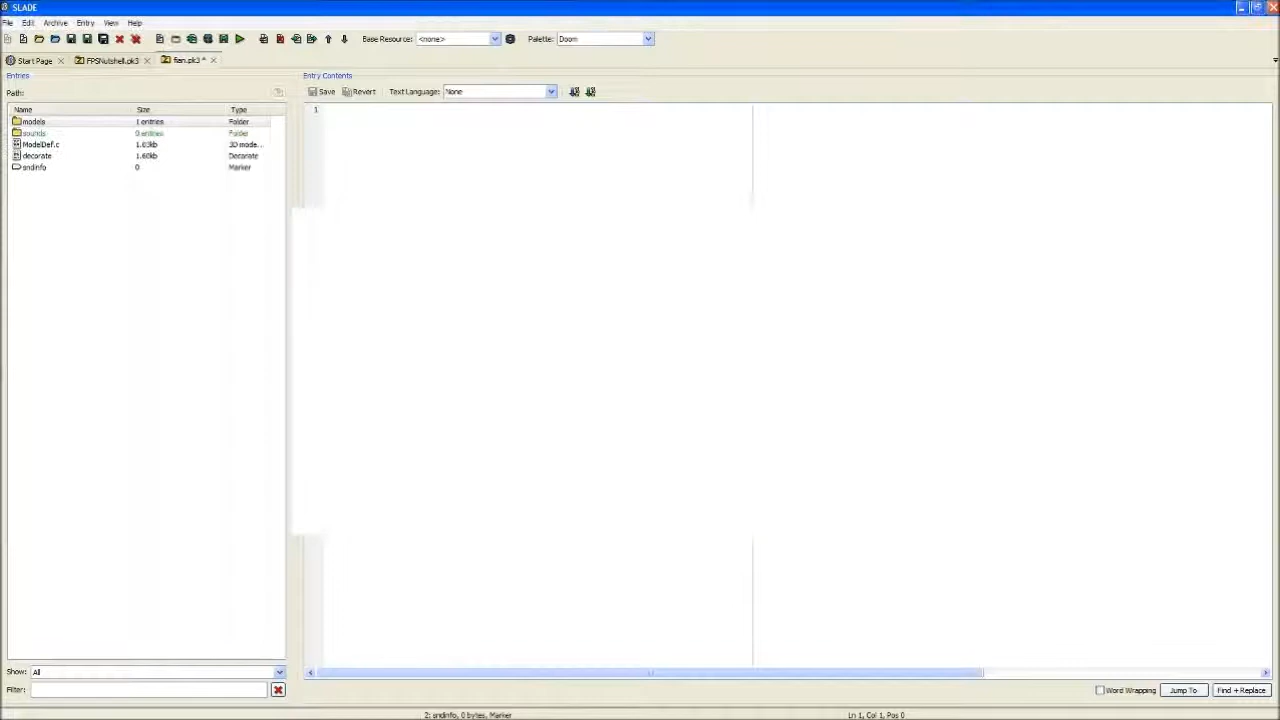 SLADE
File Edit Archive Entry View Help
Base Resource: <none> Palette: Doom
Start Page FPSNutshell.pk3 fian.pk3 *
Entries
Entry Contents
Path:
Save Revert Text Language: None
Name Size Type
1
models 1 entries Folder
sounds 0 entries Folder
ModelDef.c 1.03kb 3D mode...
decorate 1.60kb Decorate
sndinfo 0 Marker
Show: All
Filter:
Word Wrapping Jump To Find + Replace
2: sndinfo, 0 bytes, Marker
Ln 1, Col 1, Pos 0